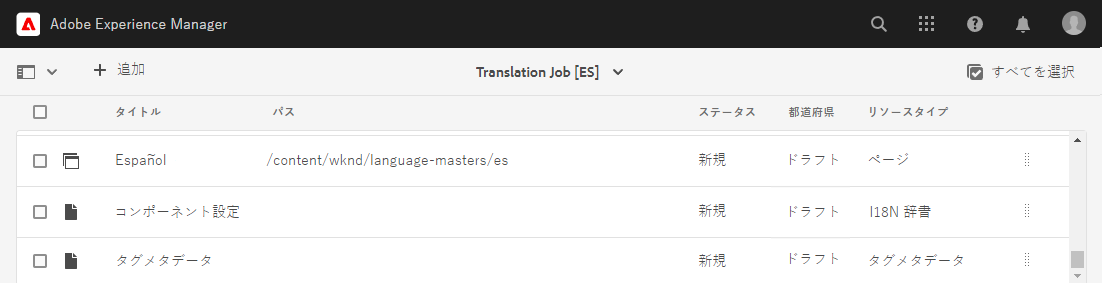 Adobe Experience Manager
追加 Translation Job [ES] すべてを選択
タイトル パス ステータス 都道府県 リソースタイプ
Español /content/wknd/language-masters/es 新規 ドラフト ページ
コンポーネント設定 新規 ドラフト I18N 辞書
タグメタデータ 新規 ドラフト タグメタデータ